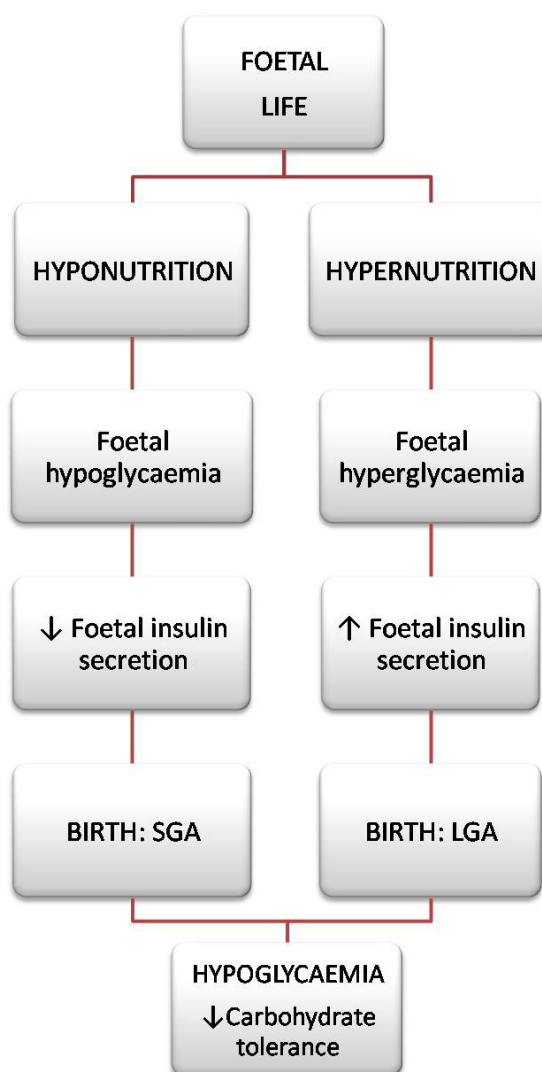 FOETAL
LIFE
HYPONUTRITION
HYPERNUTRITION
Foetal
hypoglycaemia
Foetal
hyperglycaemia
↓ Foetal insulin
secretion
↑ Foetal insulin
secretion
BIRTH: SGA
BIRTH: LGA
HYPOGLYCAEMIA
↓Carbohydrate
tolerance